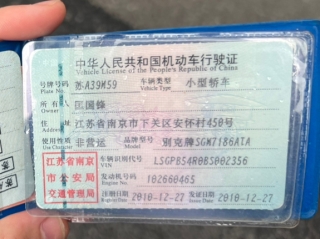 中华人民共和国机动车行驶证
Vehicle License of the People's Republic of China
号牌号码 苏A39M59 车辆类型 小型轿车
Plate No. Vehicle Type
所有人 匡國條
Owner
住址 江苏省南京市下关区安怀村450号
Address
使用性质 非营运 品牌型号 别克牌SGM7186ATA
Use Character Model
江苏省南京
市公安局
交通管理局
车辆识别代号 LSGPB54R0BS002356
VIN
发动机号码 102660465
Engine No.
注册日期 2010-12-27 发证日期 2010-12-27
Register Date Issue Date